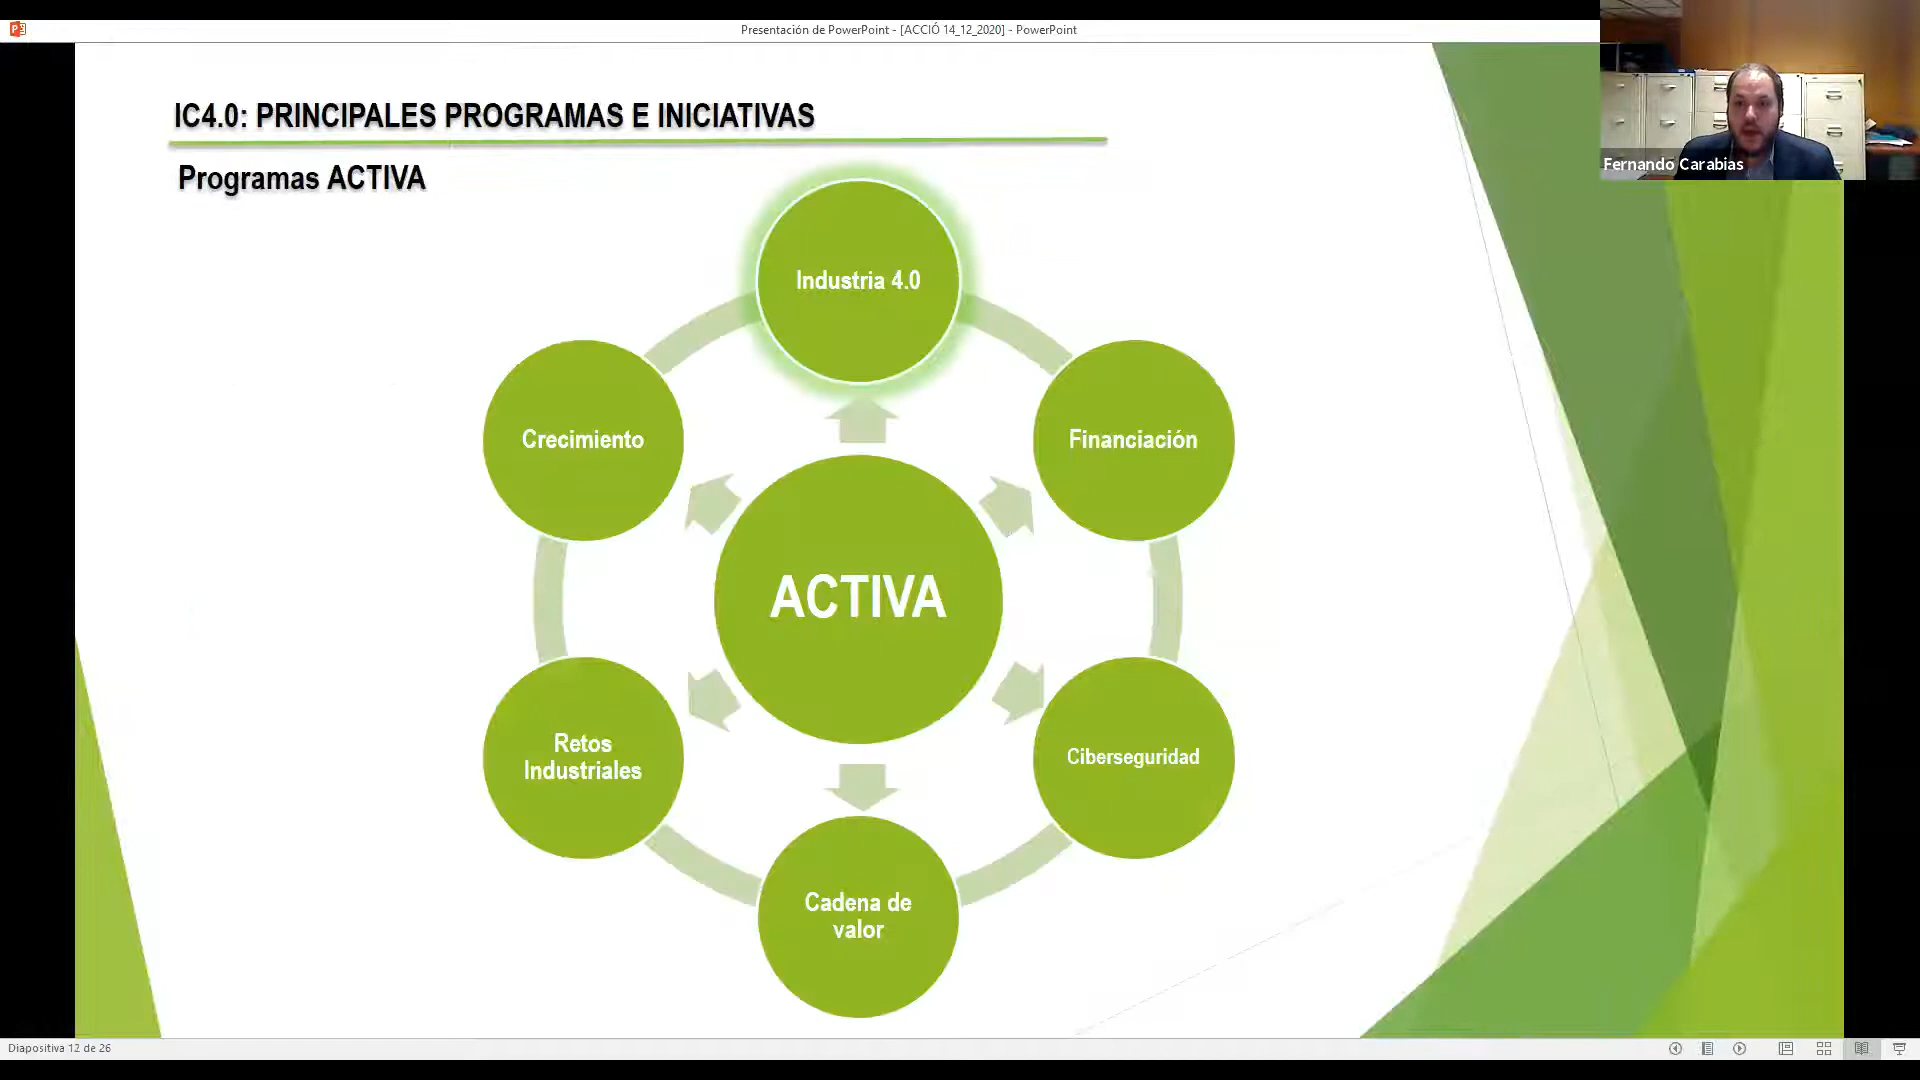 Presentación de PowerPoint - [ACCIÓ 14_12_2020] - PowerPoint
Fernando Carabias
IC4.0: PRINCIPALES PROGRAMAS E INICIATIVAS
Programas ACTIVA
Industria 4.0
Crecimiento
Financiación
ACTIVA
Retos
Industriales
Ciberseguridad
Cadena de
valor
Diapositiva 12 de 26